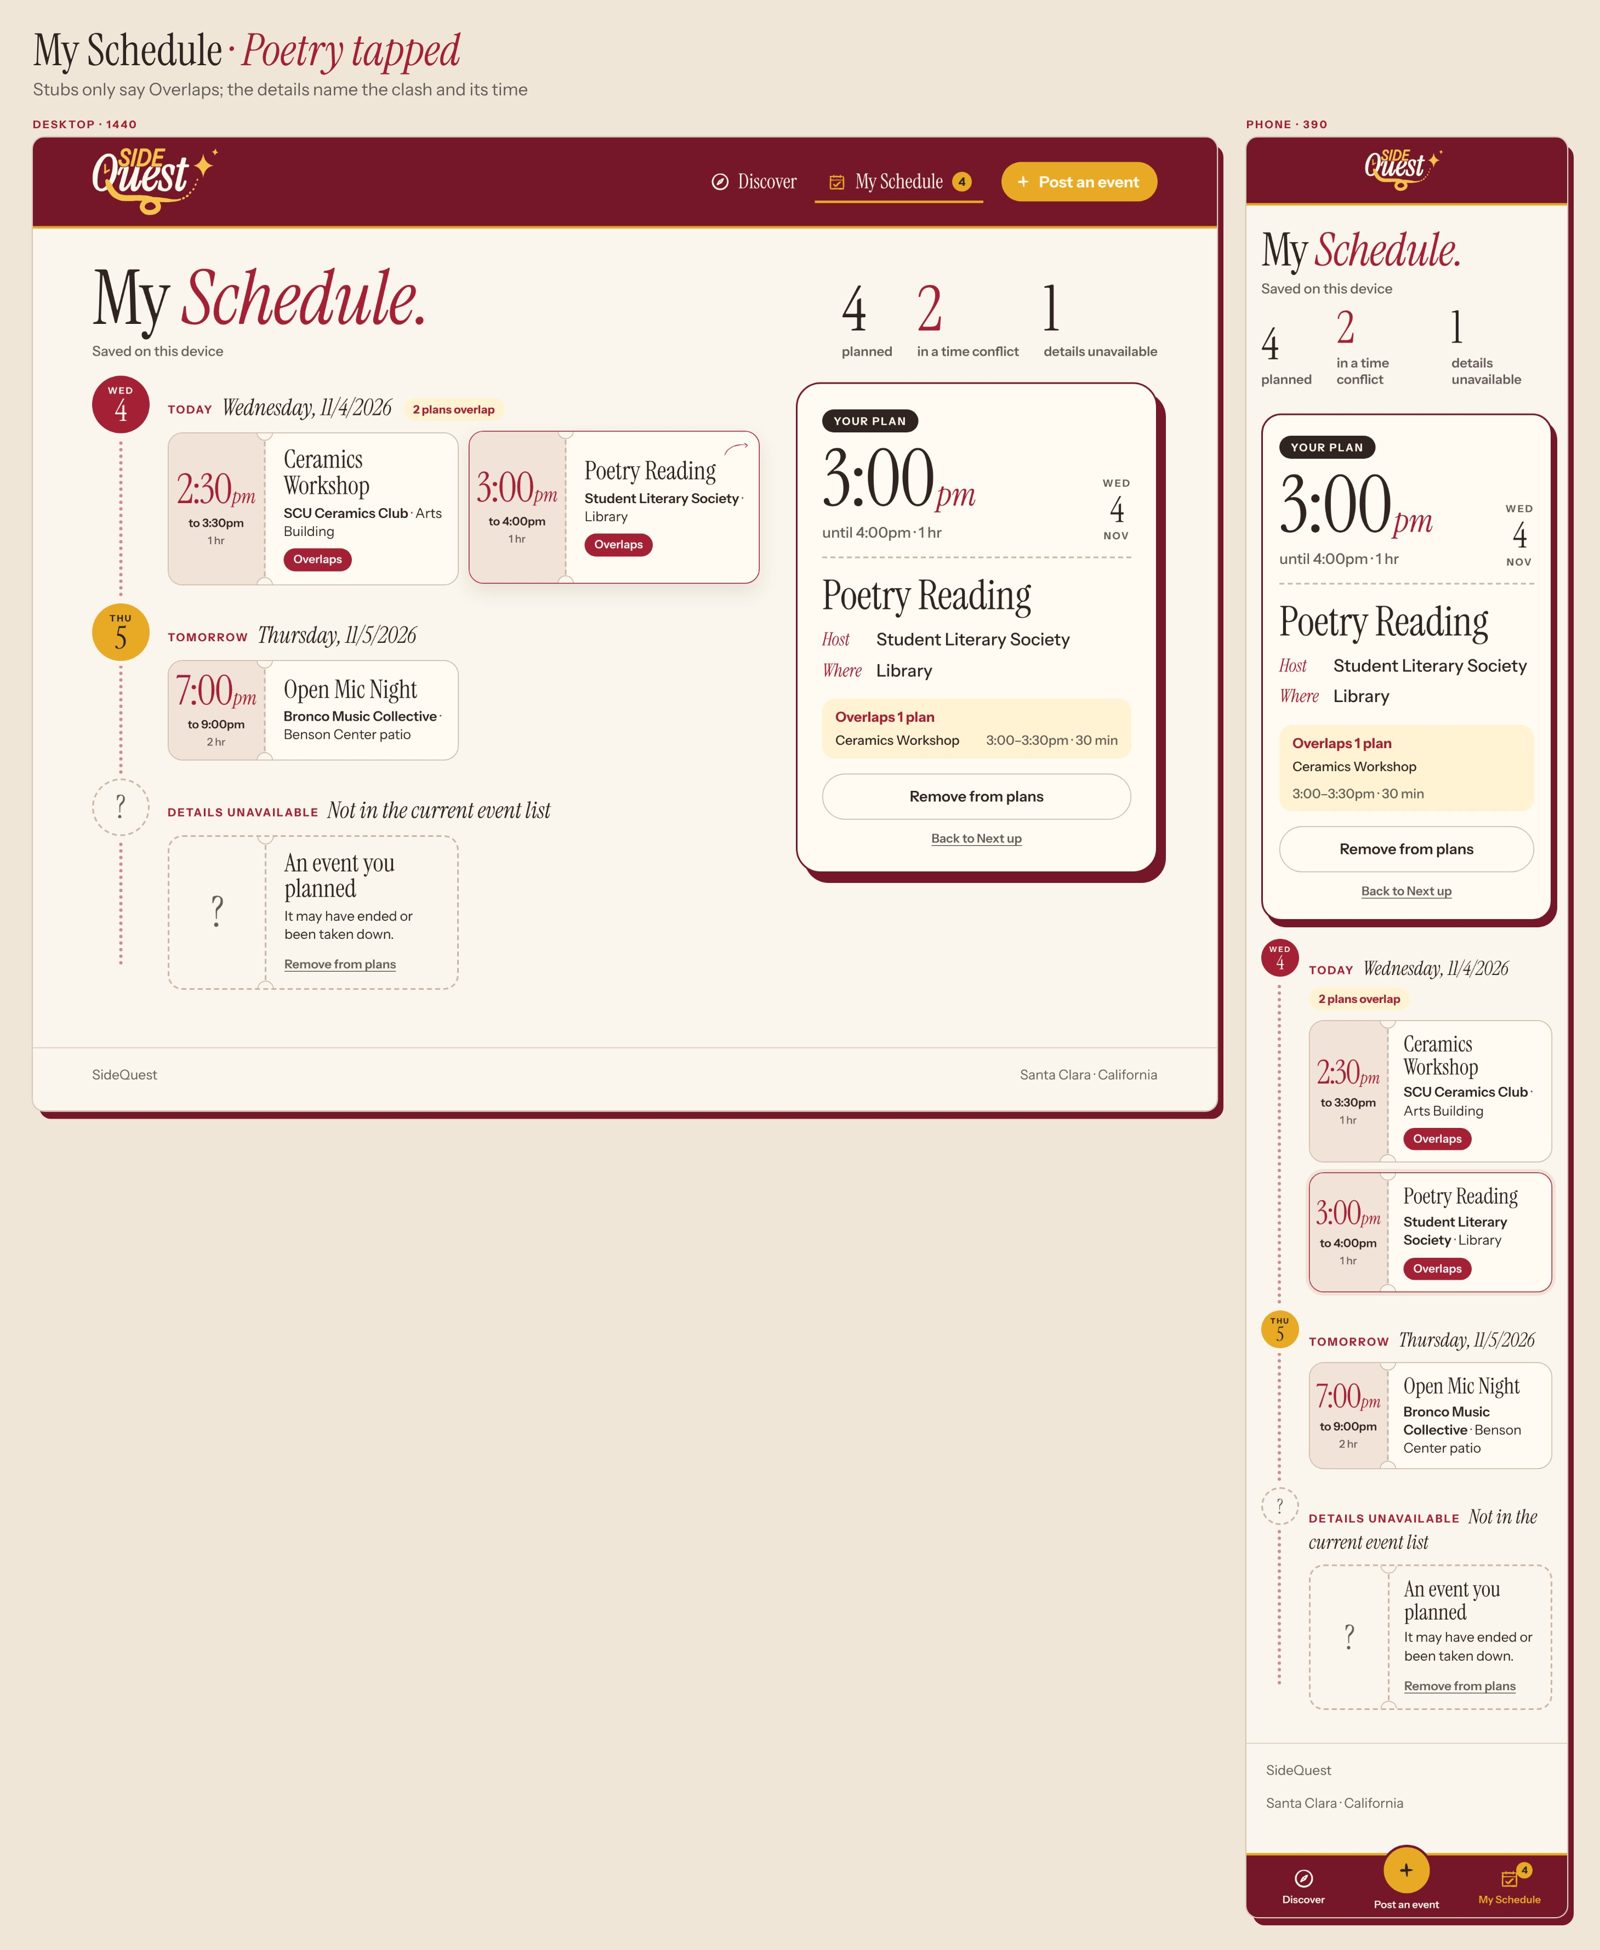 My Schedule · Poetry tapped
Stubs only say Overlaps; the details name the clash and its time
DESKTOP · 1440
SIDE
Quest
Discover
My Schedule 4
+ Post an event
My Schedule.
Saved on this device
4
planned
2
in a time conflict
1
details unavailable
WED
4
TODAY Wednesday, 11/4/2026 2 plans overlap
2:30pm
to 3:30pm
1 hr
Ceramics
Workshop
SCU Ceramics Club · Arts
Building
Overlaps
3:00pm
to 4:00pm
1 hr
Poetry Reading
Student Literary Society ·
Library
Overlaps
THU
5
TOMORROW Thursday, 11/5/2026
7:00pm
to 9:00pm
2 hr
Open Mic Night
Bronco Music Collective ·
Benson Center patio
?
DETAILS UNAVAILABLE Not in the current event list
?
An event you
planned
It may have ended or
been taken down.
Remove from plans
YOUR PLAN
3:00pm
until 4:00pm · 1 hr
WED
4
NOV
Poetry Reading
Host Student Literary Society
Where Library
Overlaps 1 plan
Ceramics Workshop 3:00–3:30pm · 30 min
Remove from plans
Back to Next up
SideQuest
Santa Clara · California
PHONE · 390
SIDE
Quest
My Schedule.
Saved on this device
4
planned
2
in a time
conflict
1
details
unavailable
YOUR PLAN
3:00pm
until 4:00pm · 1 hr
WED
4
NOV
Poetry Reading
Host Student Literary Society
Where Library
Overlaps 1 plan
Ceramics Workshop
3:00–3:30pm · 30 min
Remove from plans
Back to Next up
WED
4
TODAY Wednesday, 11/4/2026
2 plans overlap
2:30pm
to 3:30pm
1 hr
Ceramics
Workshop
SCU Ceramics Club ·
Arts Building
Overlaps
3:00pm
to 4:00pm
1 hr
Poetry Reading
Student Literary
Society · Library
Overlaps
THU
5
TOMORROW Thursday, 11/5/2026
7:00pm
to 9:00pm
2 hr
Open Mic Night
Bronco Music
Collective · Benson
Center patio
?
DETAILS UNAVAILABLE Not in the
current event list
?
An event you
planned
It may have ended or
been taken down.
Remove from plans
SideQuest
Santa Clara · California
Discover
+
Post an event
4
My Schedule